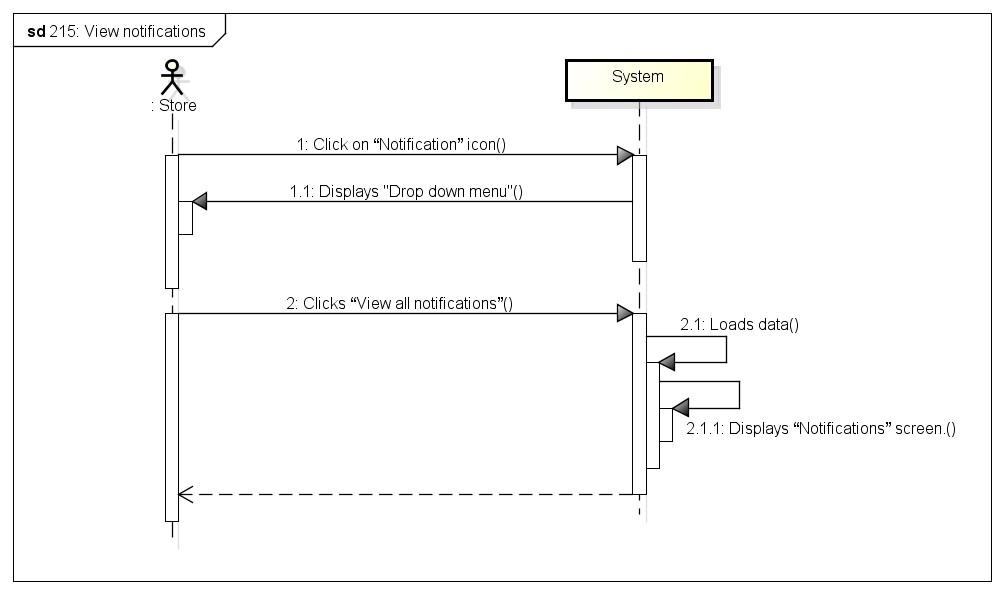 sd 215: View notifications
System
: Store
1: Click on “Notification” icon()
1.1: Displays "Drop down menu"()
2: Clicks “View all notifications”()
2.1: Loads data()
2.1.1: Displays “Notifications” screen.()